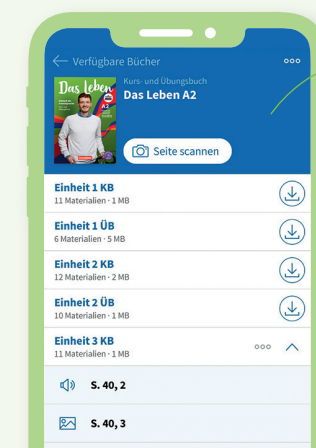 Verfügbare Bücher
Kurs- und Übungsbuch
Das Leben A2
Das Leben
A2
Seite scannen
Einheit 1 KB
11 Materialien · 1 MB
Einheit 1 ÜB
6 Materialien · 5 MB
Einheit 2 KB
12 Materialien · 2 MB
Einheit 2 ÜB
10 Materialien · 1 MB
Einheit 3 KB
11 Materialien · 1 MB
S. 40, 2
S. 40, 3